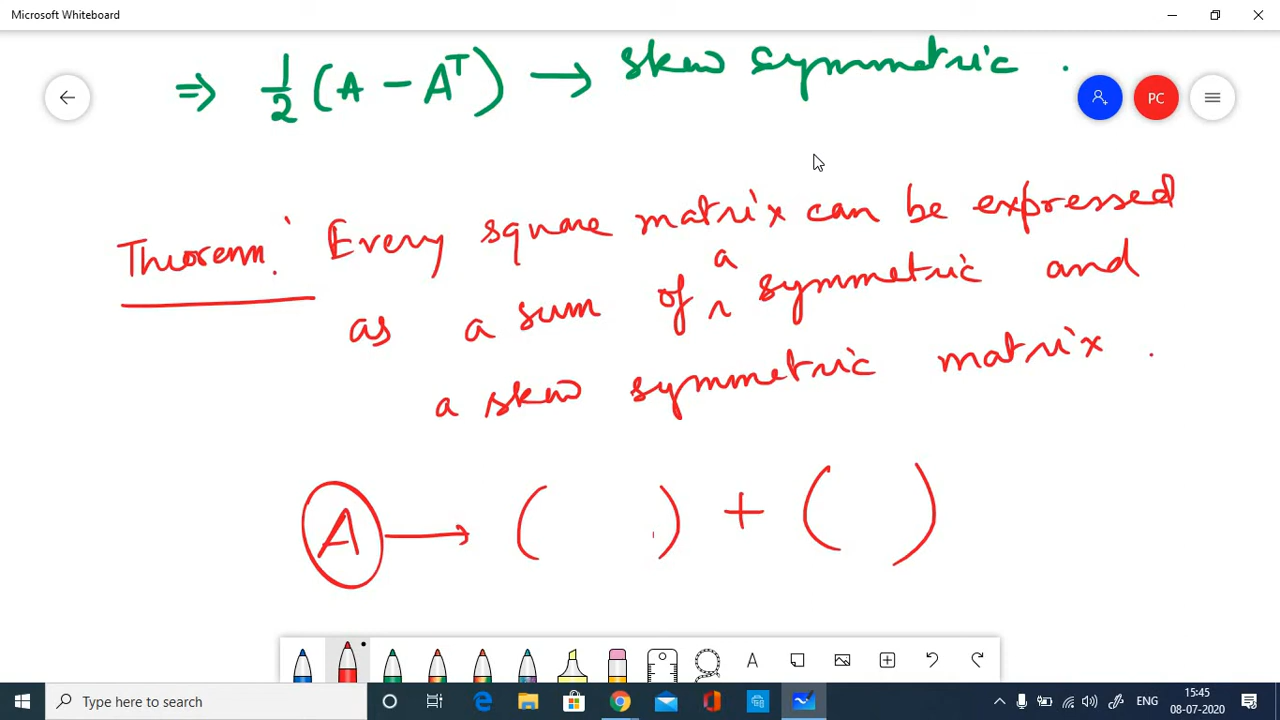 Microsoft Whiteboard
⇒ 1/2 (A - Aᵀ) → skew symmetric .
PC
Theorem: Every square matrix can be expressed
as a sum of a symmetric and
a skew symmetric matrix .
A → ( ) + ( )
A
Type here to search
ENG
15:45
08-07-2020